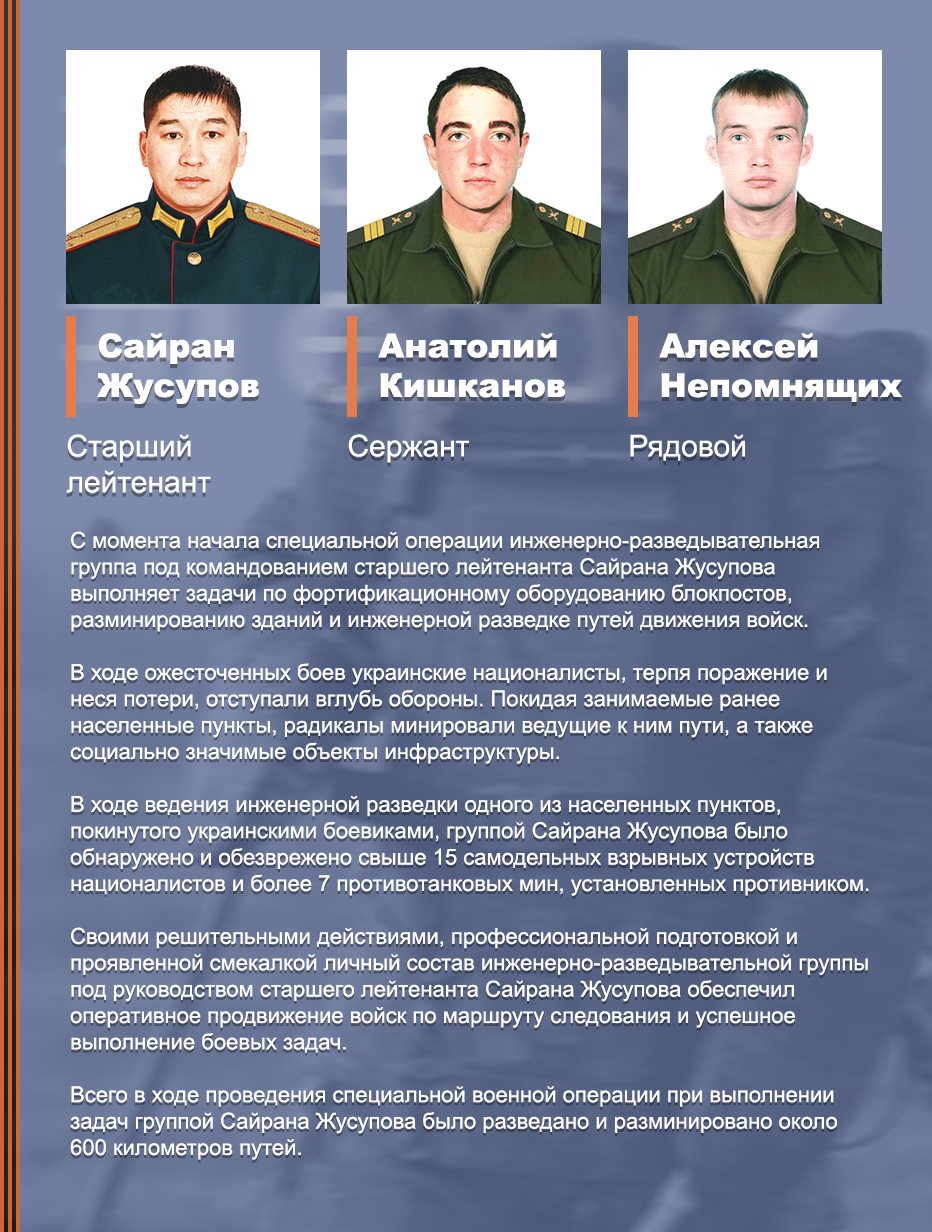 Сайран
Жусупов
Старший
лейтенант
Анатолий
Кишканов
Сержант
Алексей
Непомнящих
Рядовой
С момента начала специальной операции инженерно-разведывательная
группа под командованием старшего лейтенанта Сайрана Жусупова
выполняет задачи по фортификационному оборудованию блокпостов,
разминированию зданий и инженерной разведке путей движения войск.
В ходе ожесточенных боев украинские националисты, терпя поражение и
неся потери, отступали вглубь обороны. Покидая занимаемые ранее
населенные пункты, радикалы минировали ведущие к ним пути, а также
социально значимые объекты инфраструктуры.
В ходе ведения инженерной разведки одного из населенных пунктов,
покинутого украинскими боевиками, группой Сайрана Жусупова было
обнаружено и обезврежено свыше 15 самодельных взрывных устройств
националистов и более 7 противотанковых мин, установленных противником.
Своими решительными действиями, профессиональной подготовкой и
проявленной смекалкой личный состав инженерно-разведывательной группы
под руководством старшего лейтенанта Сайрана Жусупова обеспечил
оперативное продвижение войск по маршруту следования и успешное
выполнение боевых задач.
Всего в ходе проведения специальной военной операции при выполнении
задач группой Сайрана Жусупова было разведано и разминировано около
600 километров путей.